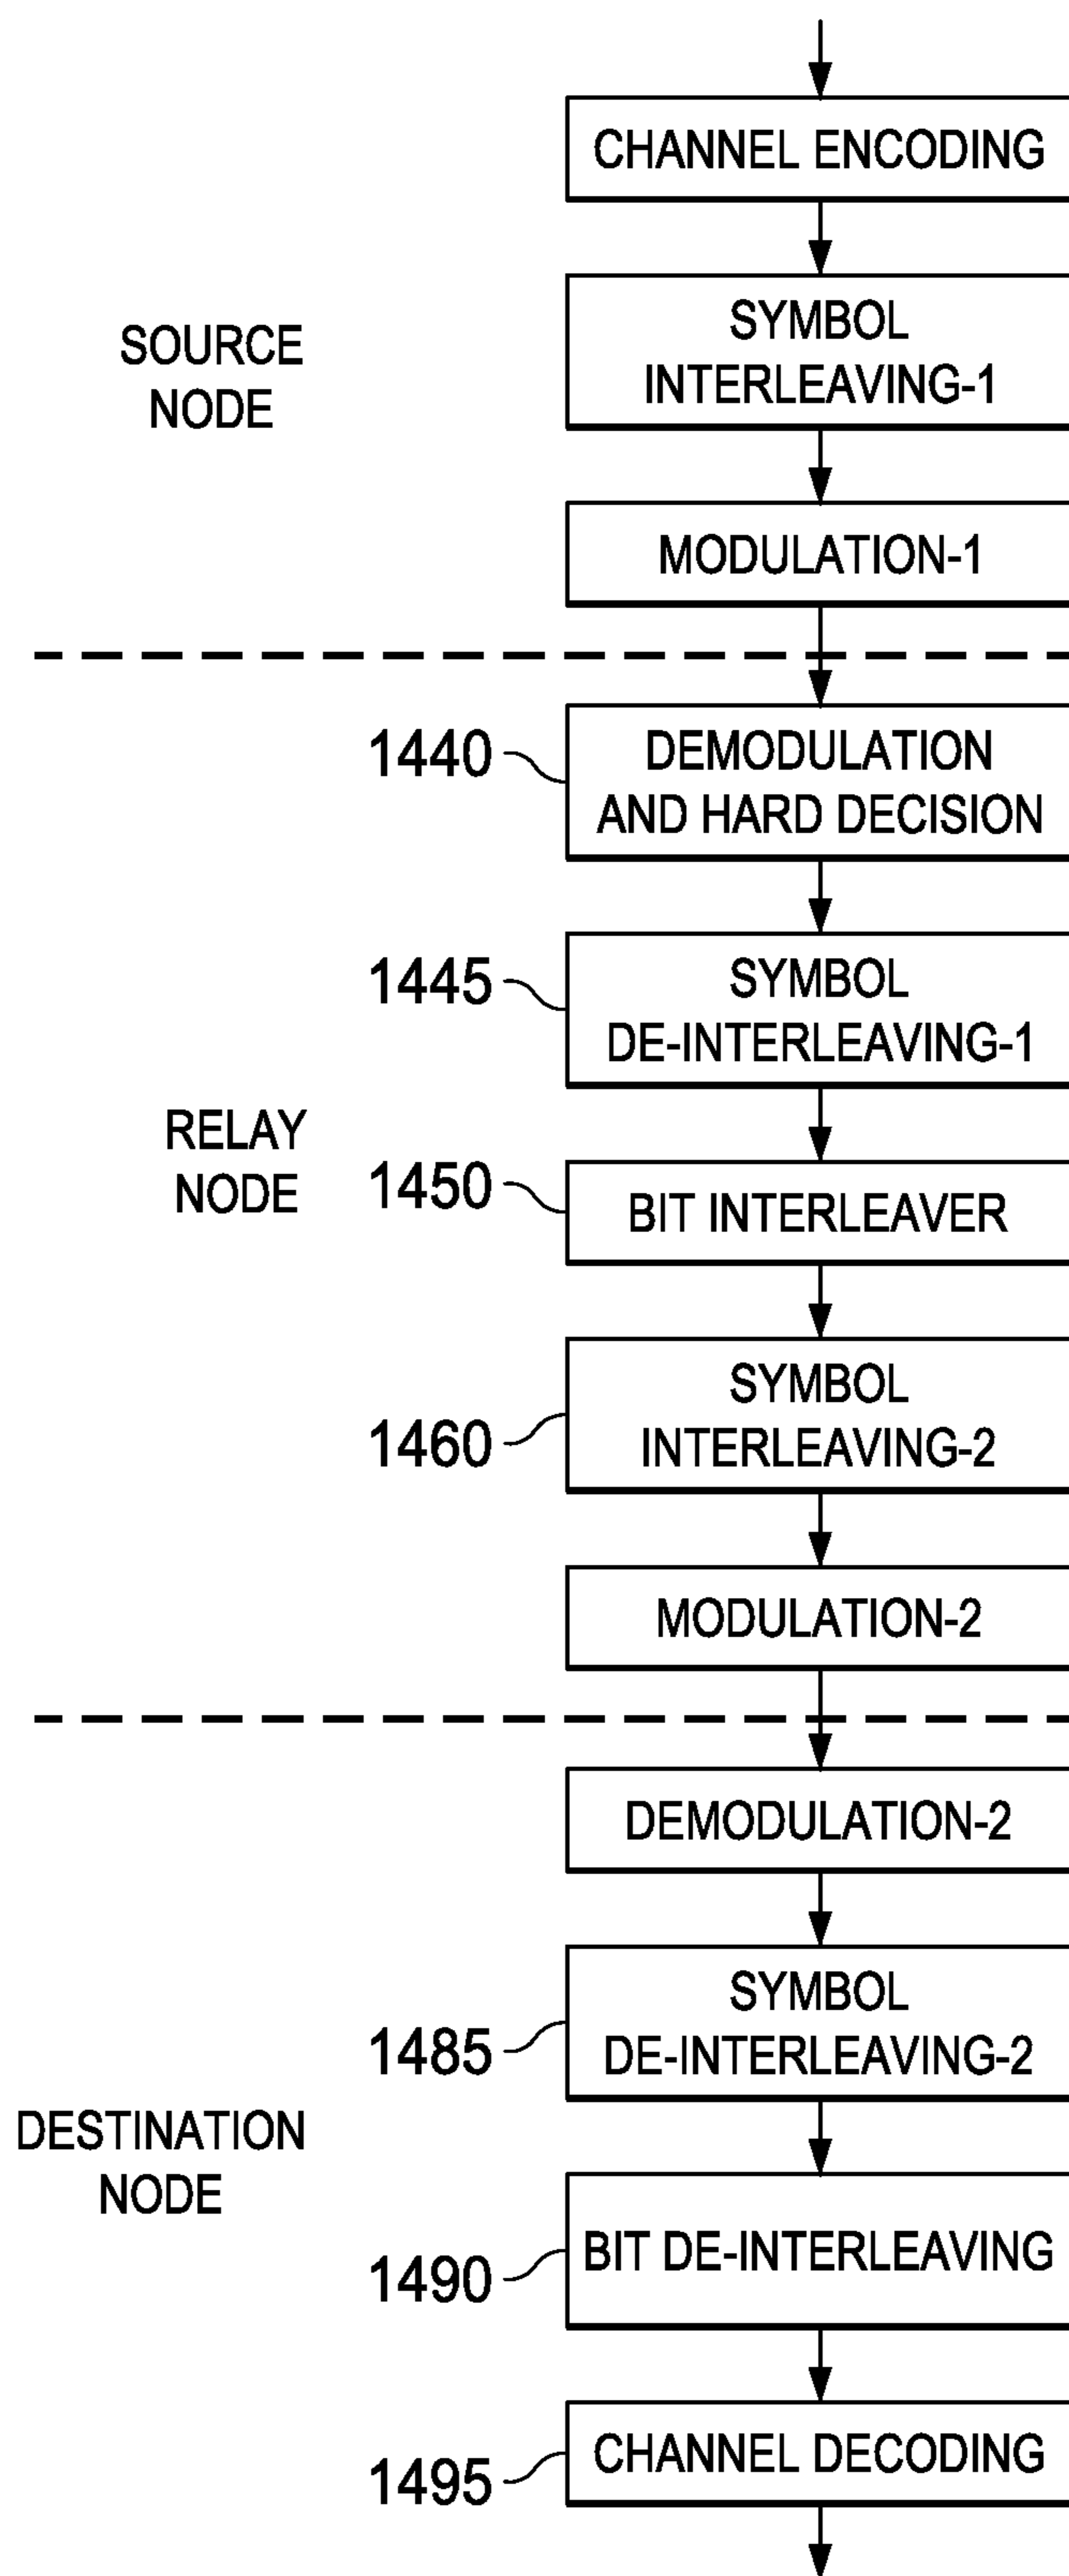 CHANNEL ENCODING
SYMBOL
INTERLEAVING-1
SOURCE
NODE
MODULATION-1
1440
DEMODULATION
AND HARD DECISION
1445
SYMBOL
DE-INTERLEAVING-1
RELAY
NODE
1450
BIT INTERLEAVER
1460
SYMBOL
INTERLEAVING-2
MODULATION-2
DEMODULATION-2
1485
SYMBOL
DE-INTERLEAVING-2
DESTINATION
NODE
1490
BIT DE-INTERLEAVING
1495
CHANNEL DECODING